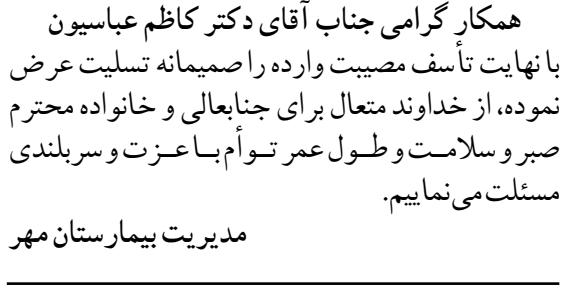 همکار گرامی جناب آقای دکتر کاظم عباسیون
با نهایت تأسف مصیبت وارده را صمیمانه تسلیت عرض
نموده، از خداوند متعال برای جنابعالی و خانواده محترم
صبر و سلامت و طول عمر توأم با عزت و سربلندی
مسئلت می‌نماییم.
مدیریت بیمارستان مهر